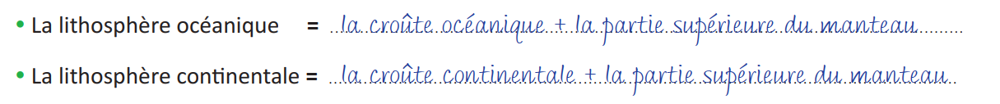 • La lithosphère océanique = la croûte océanique + la partie supérieure du manteau
• La lithosphère continentale = la croûte continentale + la partie supérieure du manteau